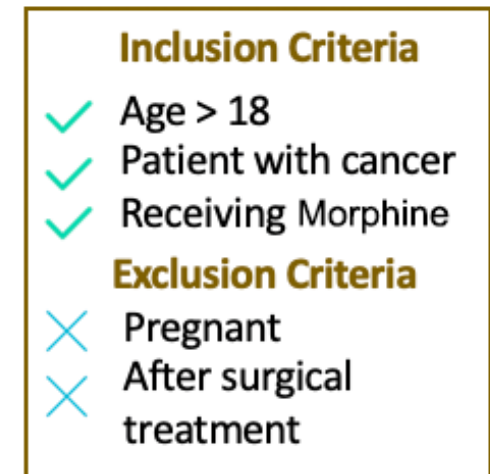 Inclusion Criteria
Age > 18
Patient with cancer
Receiving Morphine
Exclusion Criteria
Pregnant
After surgical
treatment